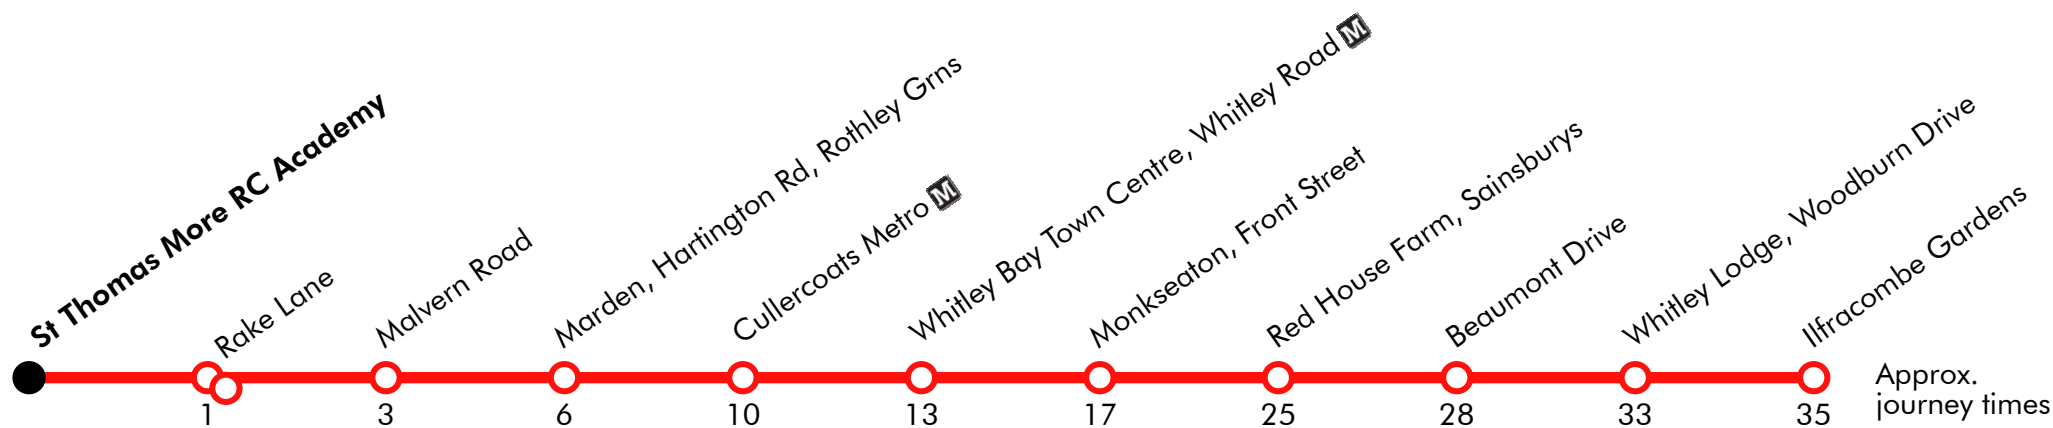 St Thomas More RC Academy
Rake Lane
Malvern Road
Marden, Hartington Rd, Rothley Grns
Cullercoats Metro M
Whitley Bay Town Centre, Whitley Road M
Monkseaton, Front Street
Red House Farm, Sainsburys
Beaumont Drive
Whitley Lodge, Woodburn Drive
Ilfracombe Gardens
1 3 6 10 13 17 25 28 33 35
Approx.
journey times